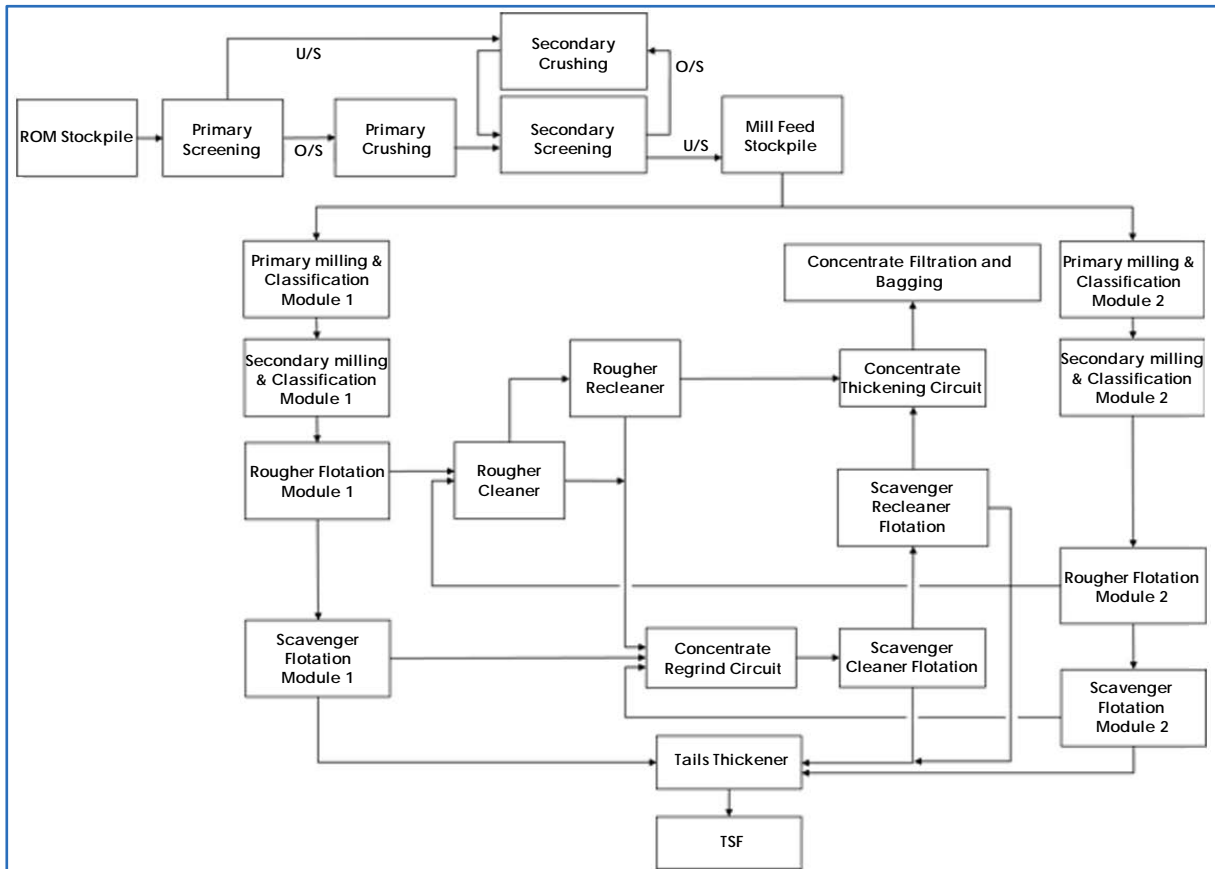 U/S
Secondary
Crushing
O/S
ROM Stockpile
Primary
Screening
O/S
Primary
Crushing
Secondary
Screening
U/S
Mill Feed
Stockpile
Primary milling &
Classification
Module 1
Concentrate Filtration and
Bagging
Primary milling &
Classification
Module 2
Secondary milling
& Classification
Module 1
Rougher
Recleaner
Concentrate
Thickening Circuit
Secondary milling
& Classification
Module 2
Rougher Flotation
Module 1
Rougher
Cleaner
Scavenger
Recleaner
Flotation
Rougher Flotation
Module 2
Scavenger
Flotation
Module 1
Concentrate
Regrind Circuit
Scavenger
Cleaner Flotation
Scavenger
Flotation
Module 2
Tails Thickener
TSF